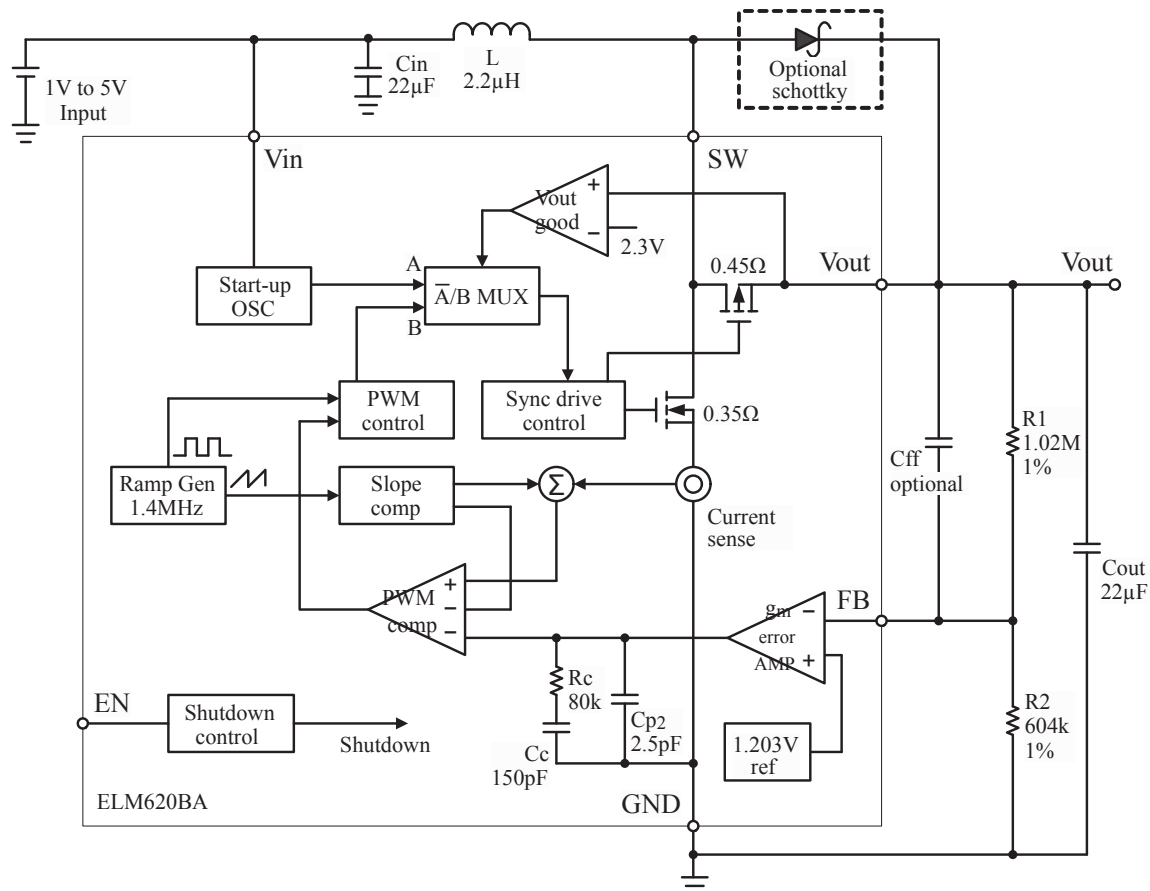 1V to 5V
Input
Cin
22µF
L
2.2µH
Optional
schottky
Vin
SW
Vout
good
+
−
2.3V
Start-up
OSC
A
B
A̅/B MUX
0.45Ω
Vout
Vout
PWM
control
Sync drive
control
0.35Ω
R1
1.02M
1%
Cff
optional
Ramp Gen
1.4MHz
Slope
comp
Σ
Current
sense
Cout
22µF
PWM
comp
+
−
−
FB
gm
error
AMP
−
+
Rc
80k
Cp2
2.5pF
Cc
150pF
R2
604k
1%
EN
Shutdown
control
Shutdown
1.203V
ref
ELM620BA
GND